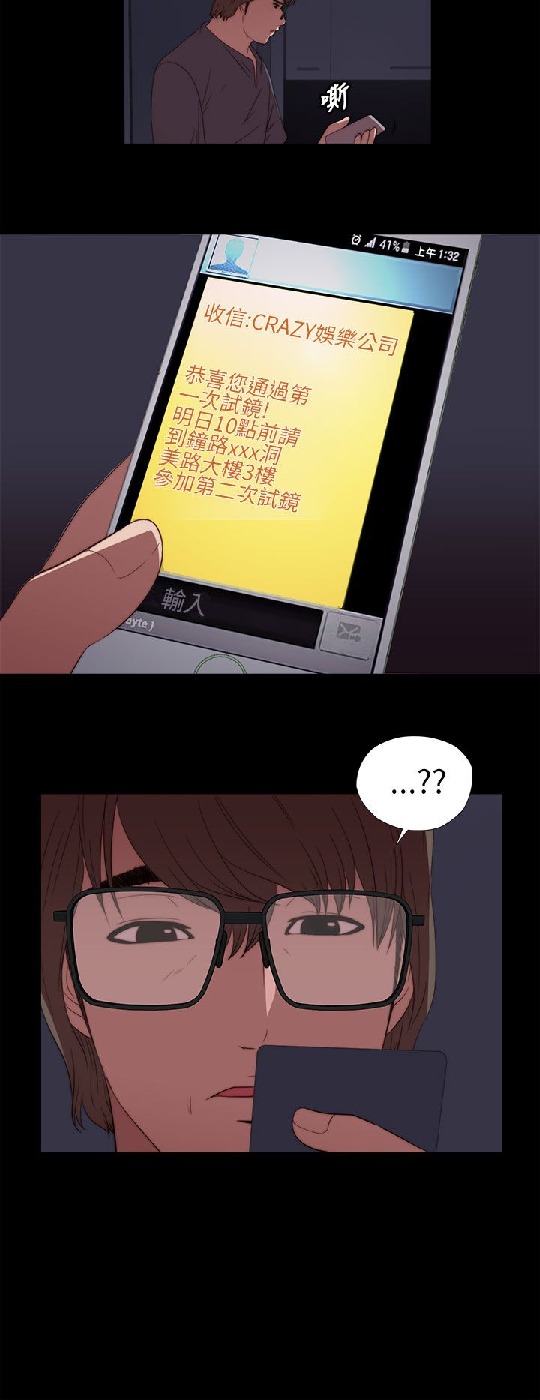 嘶
41% 上午 1:32
收信:CRAZY娛樂公司
恭喜您通過第
一次試鏡!
明日10點前請
到鐘路xxx洞
美路大樓3樓
參加第二次試鏡
輸入
byte )
...??